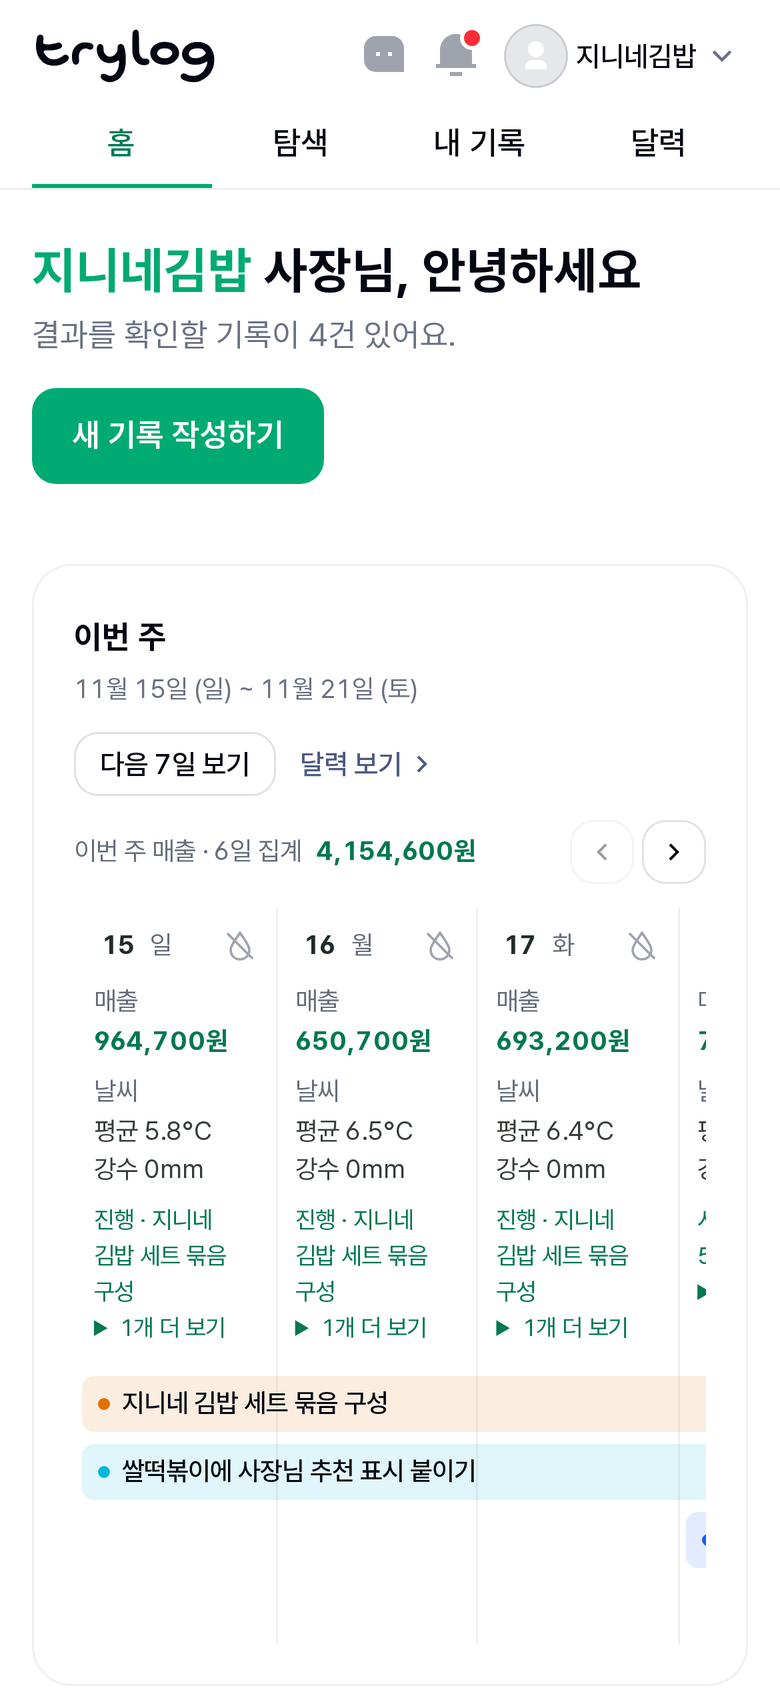 trylog
지니네김밥
홈 탐색 내 기록 달력
지니네김밥 사장님, 안녕하세요
결과를 확인할 기록이 4건 있어요.
새 기록 작성하기
이번 주
11월 15일 (일) ~ 11월 21일 (토)
다음 7일 보기 달력 보기
이번 주 매출 · 6일 집계 4,154,600원
15 일
매출
964,700원
날씨
평균 5.8°C
강수 0mm
진행 · 지니네
김밥 세트 묶음
구성
▶ 1개 더 보기
16 월
매출
650,700원
날씨
평균 6.5°C
강수 0mm
진행 · 지니네
김밥 세트 묶음
구성
▶ 1개 더 보기
17 화
매출
693,200원
날씨
평균 6.4°C
강수 0mm
진행 · 지니네
김밥 세트 묶음
구성
▶ 1개 더 보기
지니네 김밥 세트 묶음 구성
쌀떡볶이에 사장님 추천 표시 붙이기